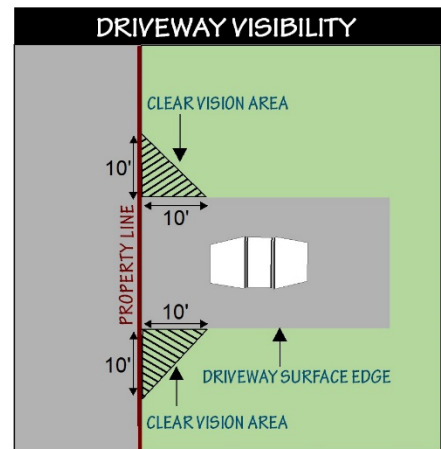 DRIVEWAY VISIBILITY
CLEAR VISION AREA
10'
10'
PROPERTY LINE
10'
10'
DRIVEWAY SURFACE EDGE
CLEAR VISION AREA